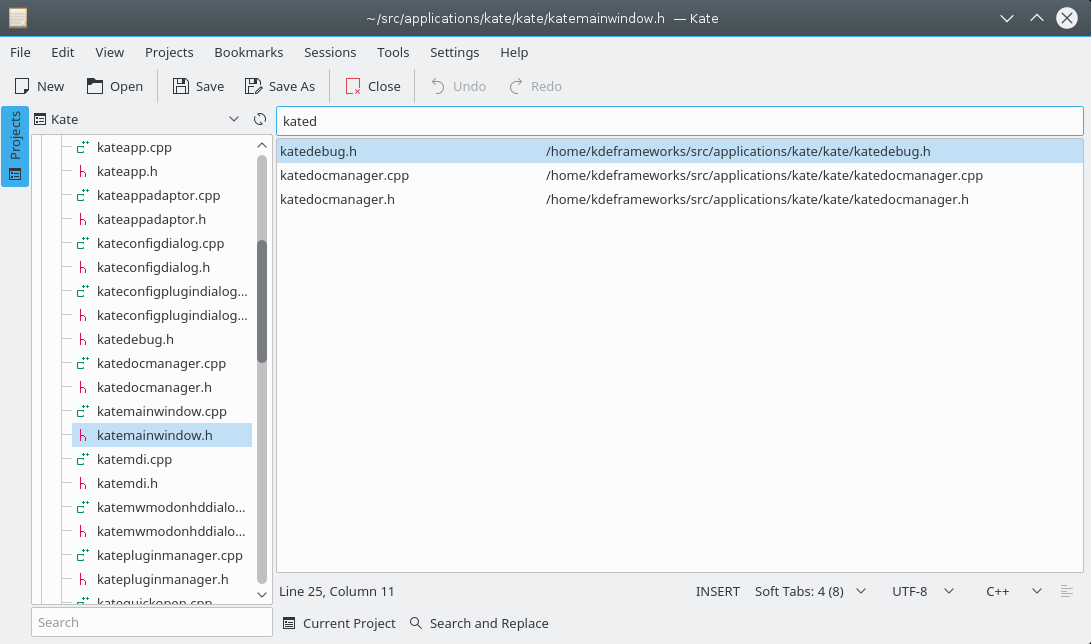 ~/src/applications/kate/kate/katemainwindow.h — Kate
File Edit View Projects Bookmarks Sessions Tools Settings Help
New Open Save Save As Close Undo Redo
Projects
Kate
kateapp.cpp
kateapp.h
kateappadaptor.cpp
kateappadaptor.h
kateconfigdialog.cpp
kateconfigdialog.h
kateconfigplugindialog...
kateconfigplugindialog...
katedebug.h
katedocmanager.cpp
katedocmanager.h
katemainwindow.cpp
katemainwindow.h
katemdi.cpp
katemdi.h
katemwmodonhddialo...
katemwmodonhddialo...
katepluginmanager.cpp
katepluginmanager.h
katequickopen.cpp
Search
kated
katedebug.h /home/kdeframeworks/src/applications/kate/kate/katedebug.h
katedocmanager.cpp /home/kdeframeworks/src/applications/kate/kate/katedocmanager.cpp
katedocmanager.h /home/kdeframeworks/src/applications/kate/kate/katedocmanager.h
Line 25, Column 11 INSERT Soft Tabs: 4 (8) UTF-8 C++
Current Project Search and Replace